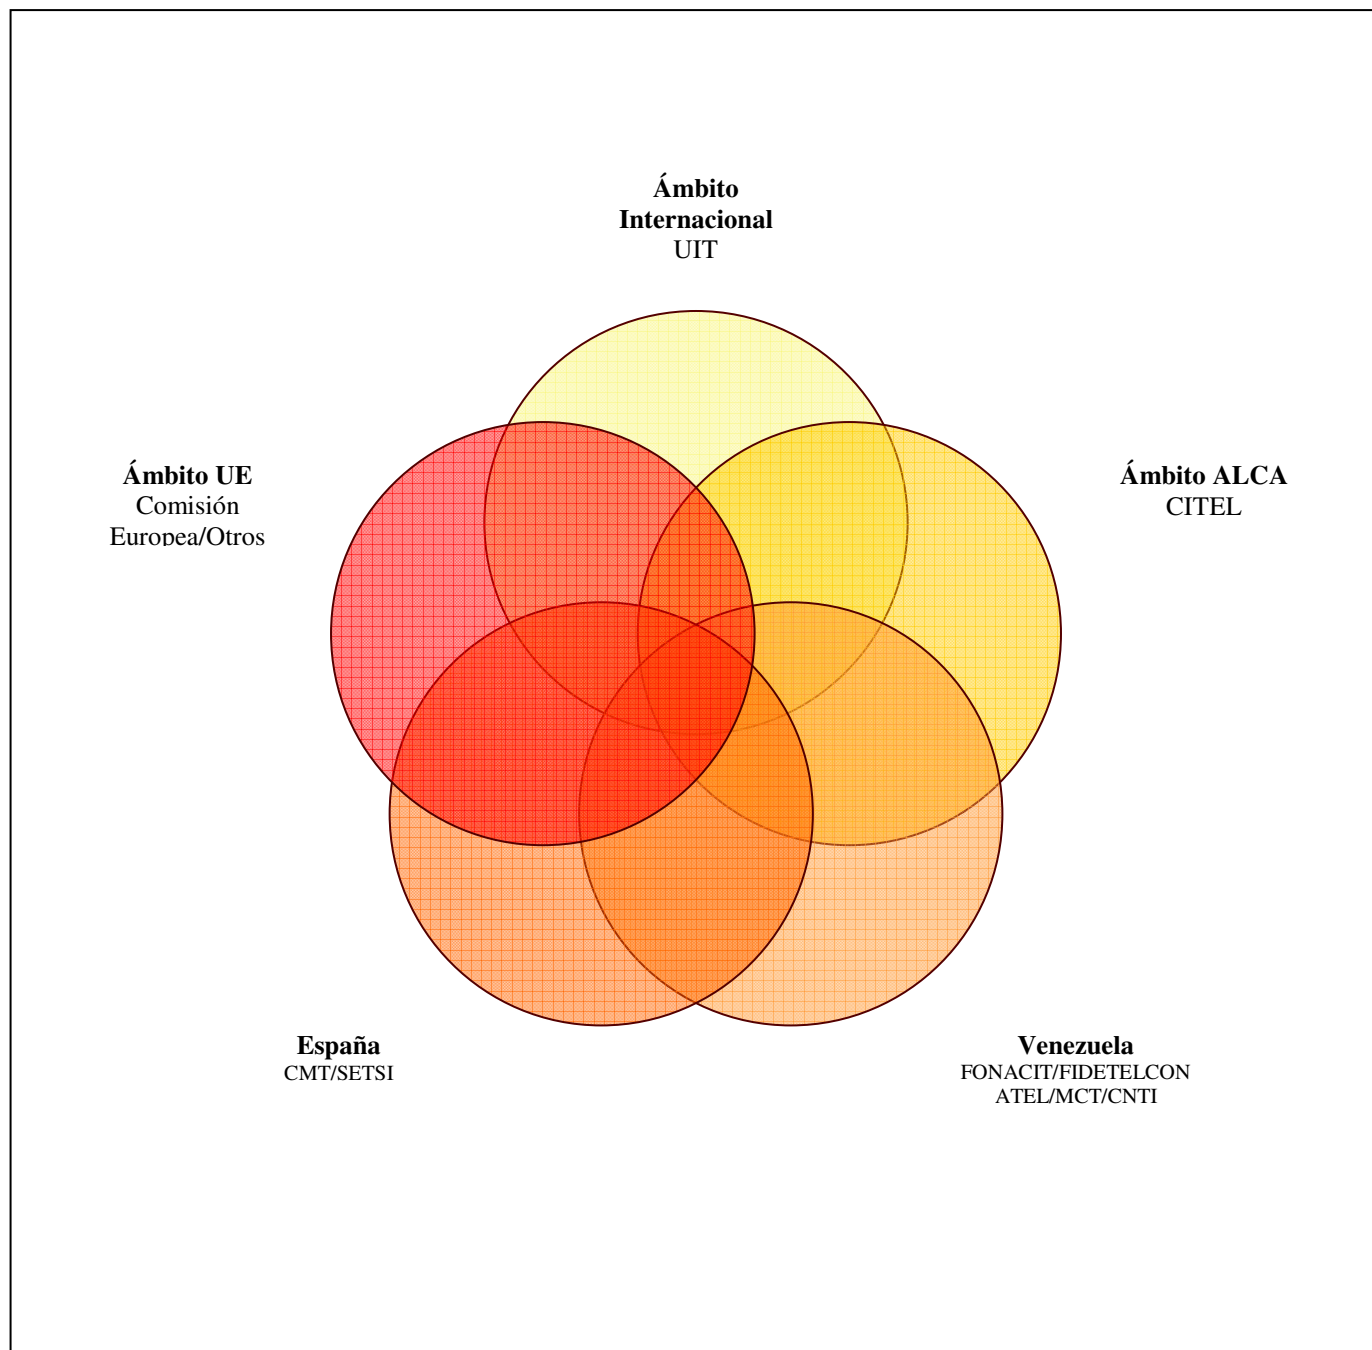 Ámbito
Internacional
UIT
Ámbito UE
Comisión
Europea/Otros
Ámbito ALCA
CITEL
España
CMT/SETSI
Venezuela
FONACIT/FIDETELCON
ATEL/MCT/CNTI